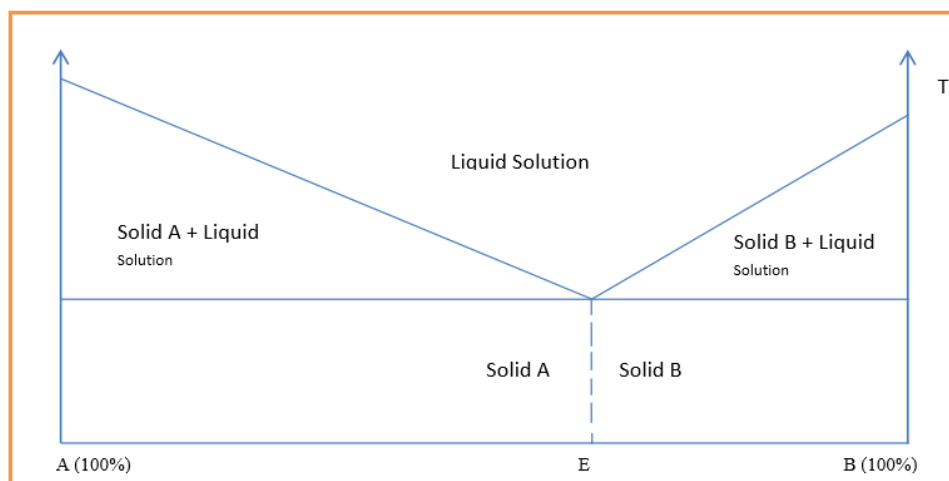 T
Liquid Solution
Solid A + Liquid
Solution
Solid B + Liquid
Solution
Solid A
Solid B
A (100%)
E
B (100%)